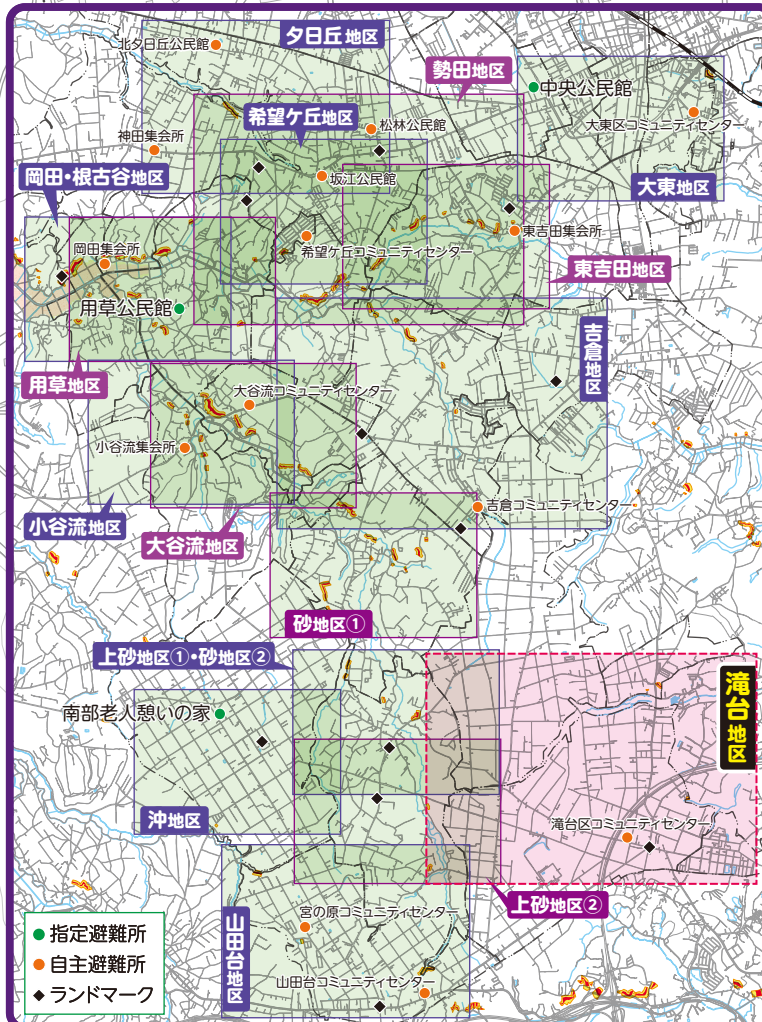 夕日丘地区
北夕日丘公民館
勢田地区
中央公民館
希望ケ丘地区
松林公民館
大東区コミュニティセンター
神田集会所
岡田・根古谷地区
坂江公民館
大東地区
東吉田集会所
岡田集会所
希望ケ丘コミュニティセンター
東吉田地区
用草公民館
吉倉地区
用草地区
大谷流コミュニティセンター
小谷流集会所
吉倉コミュニティセンター
小谷流地区
大谷流地区
砂地区①
上砂地区①・砂地区②
滝台地区
南部老人憩いの家
沖地区
滝台区コミュニティセンター
上砂地区②
宮の原コミュニティセンター
山田台地区
山田台コミュニティセンター
指定避難所
自主避難所
ランドマーク